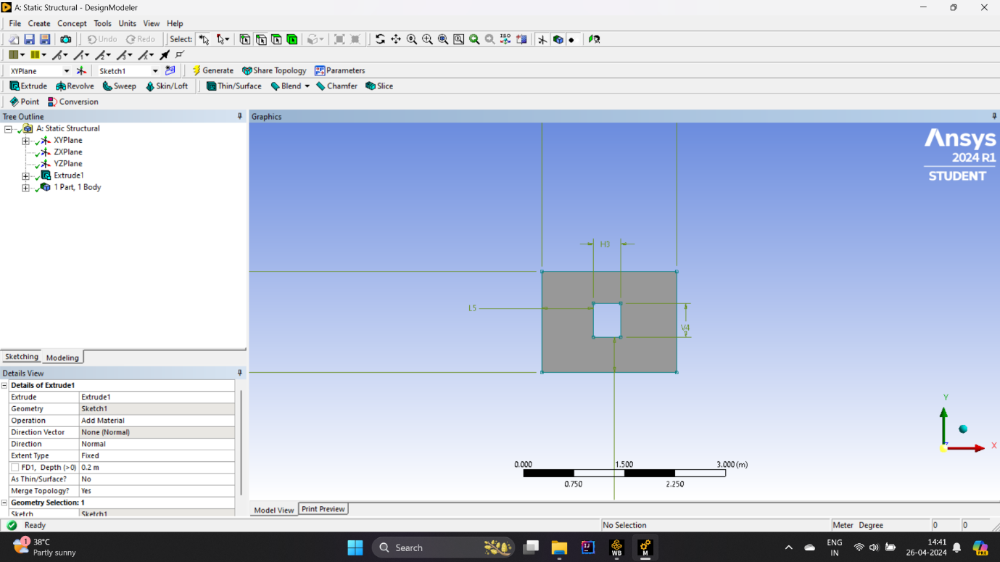 A: Static Structural - DesignModeler
File Create Concept Tools Units View Help
Undo Redo Select:
XYPlane Sketch1 Generate Share Topology Parameters
Extrude Revolve Sweep Skin/Loft Thin/Surface Blend Chamfer Slice
Point Conversion
Tree Outline
A: Static Structural
XYPlane
ZXPlane
YZPlane
Extrude1
1 Part, 1 Body
Sketching Modeling
Details View
Details of Extrude1
Extrude Extrude1
Geometry Sketch1
Operation Add Material
Direction Vector None (Normal)
Direction Normal
Extent Type Fixed
FD1, Depth (>0) 0.2 m
As Thin/Surface? No
Merge Topology? Yes
Geometry Selection: 1
Sketch Sketch1
Graphics
Ansys
2024 R1
STUDENT
H3
L5
V4
Y
X
0.000 1.500 3.000 (m)
0.750 2.250
Model View Print Preview
Ready No Selection Meter Degree 0 0
1 38°C
Partly sunny
Search
WB
M
ENG
IN
14:41
26-04-2024
PRE